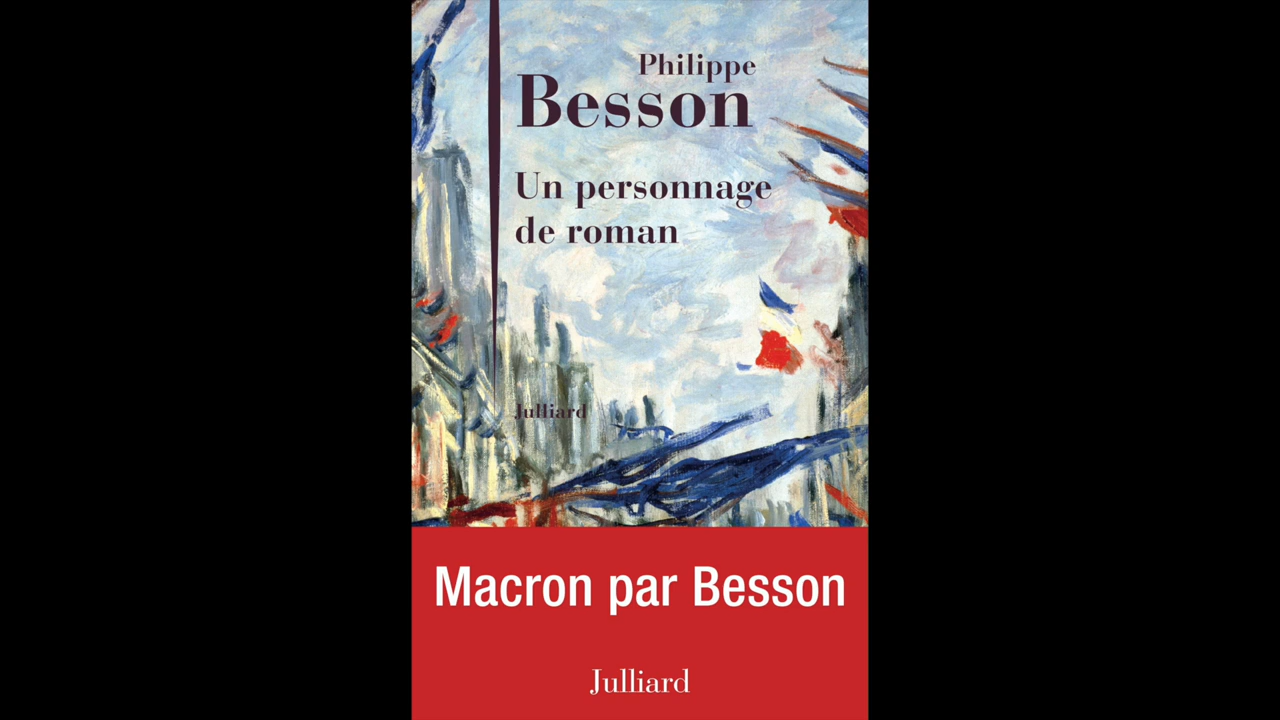 Philippe
Besson
Un personnage
de roman
Julliard
Macron par Besson
Julliard